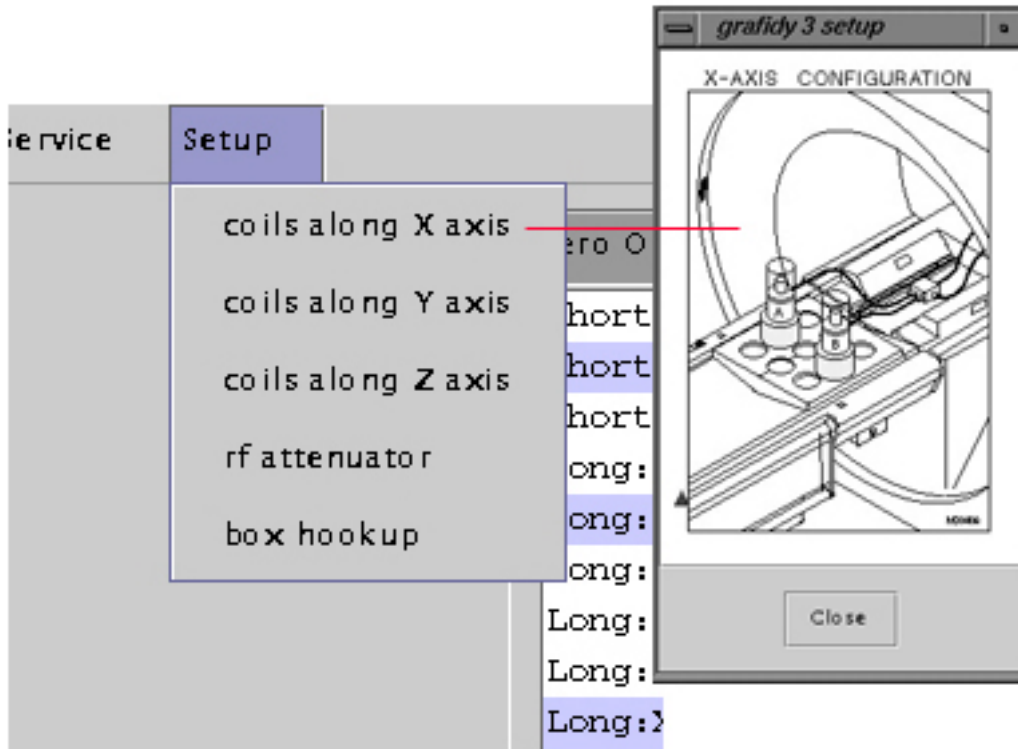 grafidy 3 setup
X-AXIS CONFIGURATION
ervice Setup
coils along X axis
coils along Y axis
coils along Z axis
rf attenuator
box hookup
ero O
hort
hort
hort
ong:
ong:
ong:
Long:
Long:
Long:X
A
B
Close